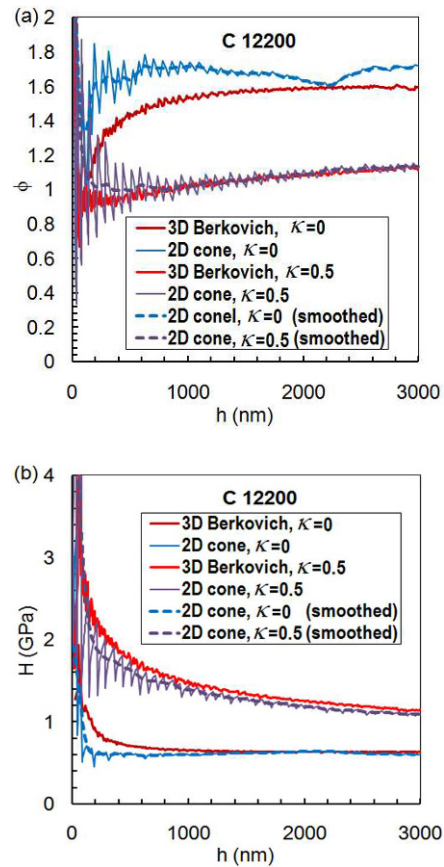 (a)
C 12200
2
1.8
1.6
1.4
1.2
1
0.8
0.6
0.4
0.2
0
ϕ
3D Berkovich, κ=0
2D cone, κ=0
3D Berkovich, κ=0.5
2D cone, κ=0.5
2D conel, κ=0 (smoothed)
2D cone, κ=0.5 (smoothed)
0 1000 2000 3000
h (nm)
(b)
C 12200
4
3
2
1
0
H (GPa)
3D Berkovich, κ=0
2D cone, κ=0
3D Berkovich, κ=0.5
2D cone, κ=0.5
2D cone, κ=0 (smoothed)
2D cone, κ=0.5 (smoothed)
0 1000 2000 3000
h (nm)